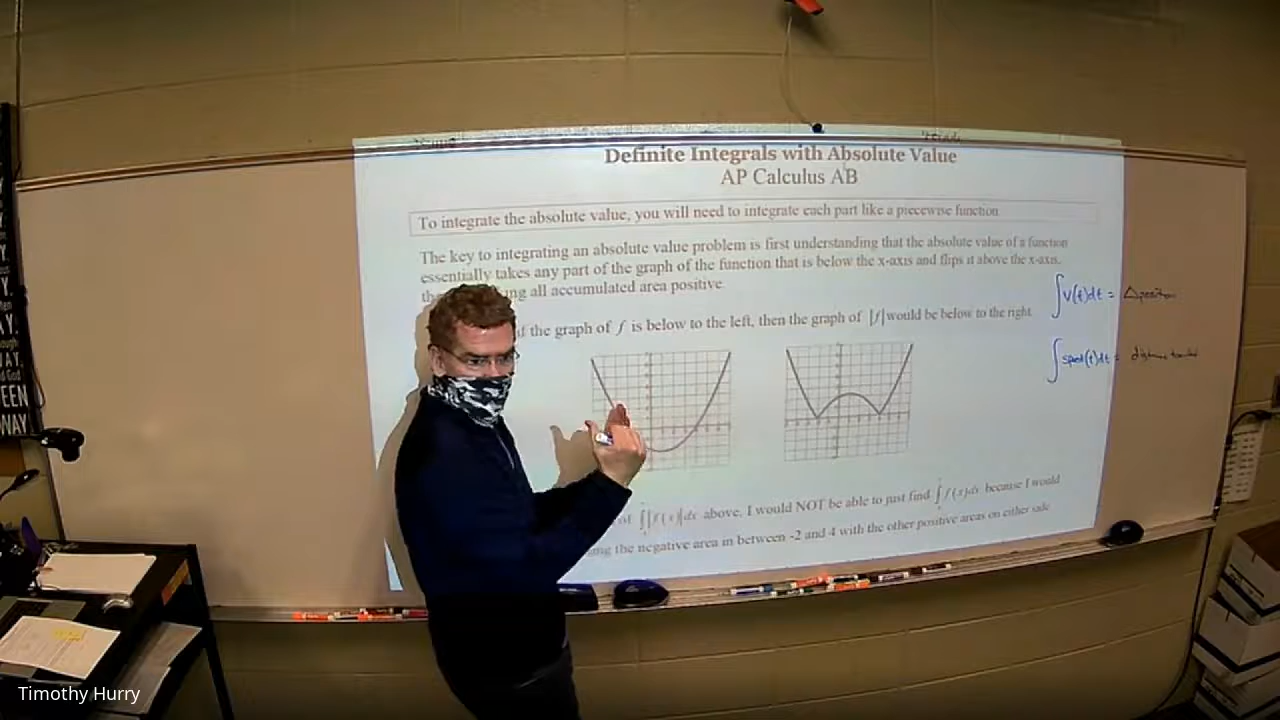 Definite Integrals with Absolute Value
AP Calculus AB
To integrate the absolute value, you will need to integrate each part like a piecewise function.
The key to integrating an absolute value problem is first understanding that the absolute value of a function
essentially takes any part of the graph of the function that is below the x-axis and flips it above the x-axis,
ing all accumulated area positive.
∫v(t)dt = Δposition
if the graph of f is below to the left, then the graph of |f| would be below to the right.
∫speed(t)dt = distance traveled
∫|f(x)|dx above, I would NOT be able to just find ∫f(x)dx because I would
the negative area in between -2 and 4 with the other positive areas on either side
EEN
WAY.
Timothy Hurry